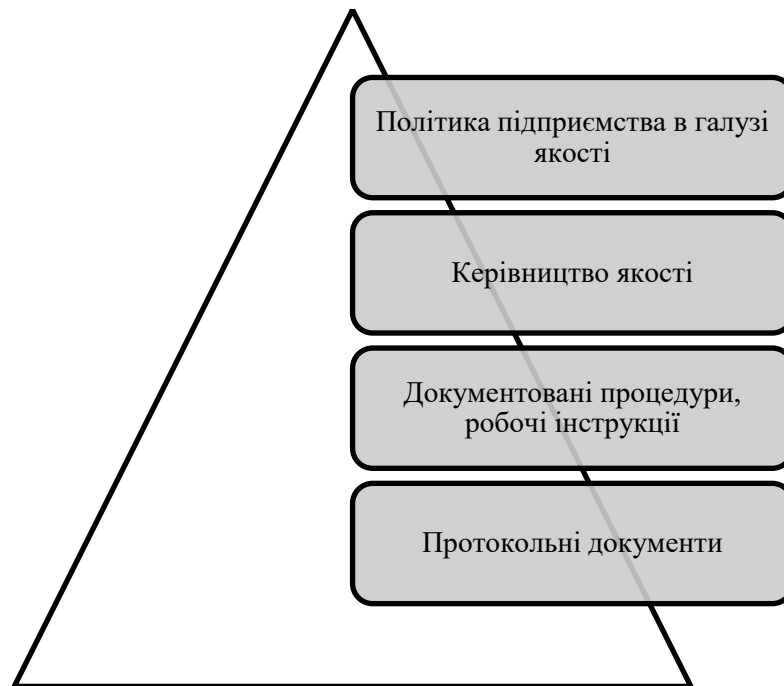 Політика підприємства в галузі
якості
Керівництво якості
Документовані процедури,
робочі інструкції
Протокольні документи